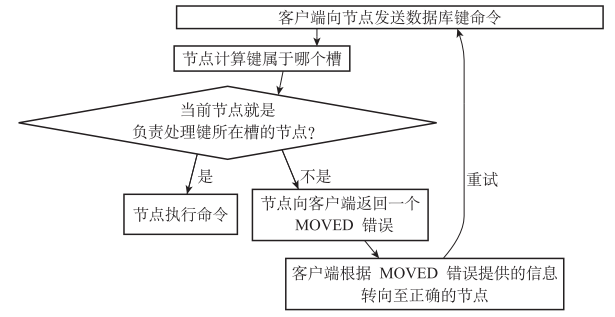 客户端向节点发送数据库键命令
节点计算键属于哪个槽
当前节点就是
负责处理键所在槽的节点？
是
不是
重试
节点执行命令
节点向客户端返回一个
MOVED 错误
客户端根据 MOVED 错误提供的信息
转向至正确的节点